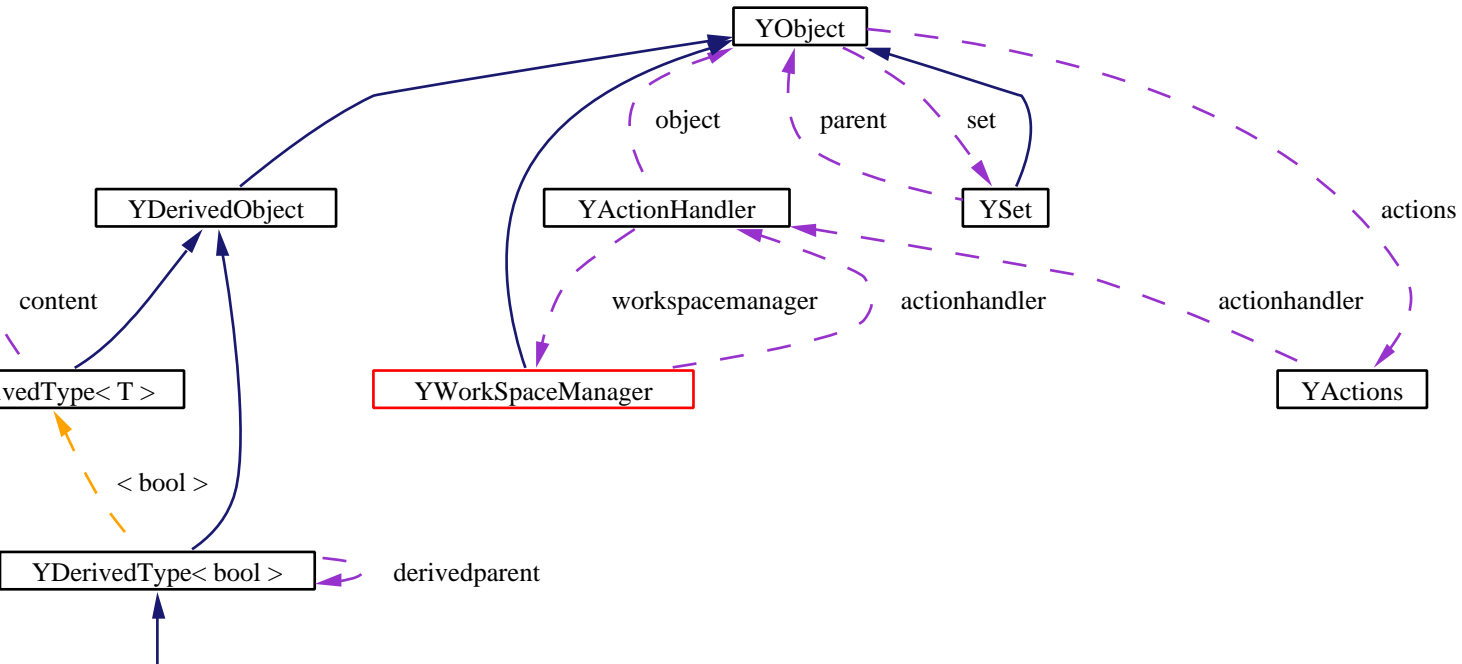 YObject
object
parent
set
YDerivedObject
YActionHandler
YSet
actions
content
workspacemanager
actionhandler
actionhandler
vedType< T >
YWorkSpaceManager
YActions
< bool >
YDerivedType< bool >
derivedparent